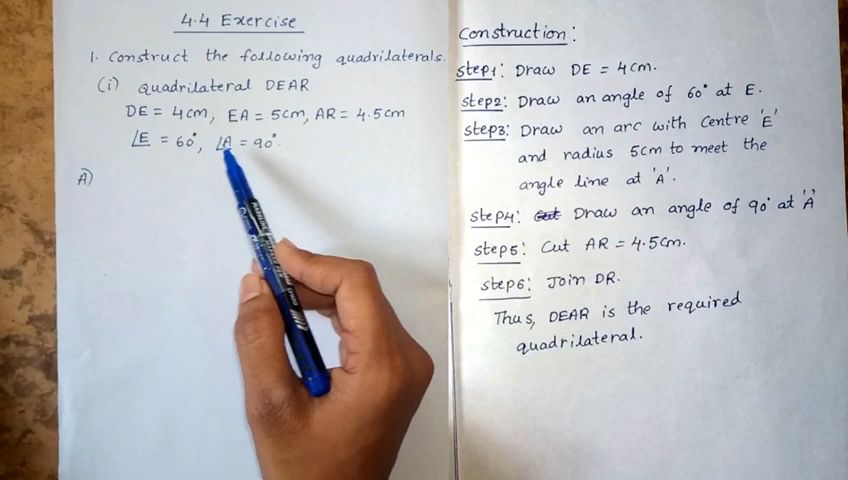 4.4 Exercise
1. Construct the following quadrilaterals.
(i) Quadrilateral DEAR
DE = 4cm, EA = 5cm, AR = 4.5cm
∠E = 60°, ∠A = 90°.
A)
Construction:
Step1: Draw DE = 4cm.
Step2: Draw an angle of 60° at E.
Step3: Draw an arc with centre 'E'
and radius 5cm to meet the
angle line at 'A'.
Step4: Draw an angle of 90° at 'A'
Step5: Cut AR = 4.5cm.
Step6: Join DR.
Thus, DEAR is the required
quadrilateral.